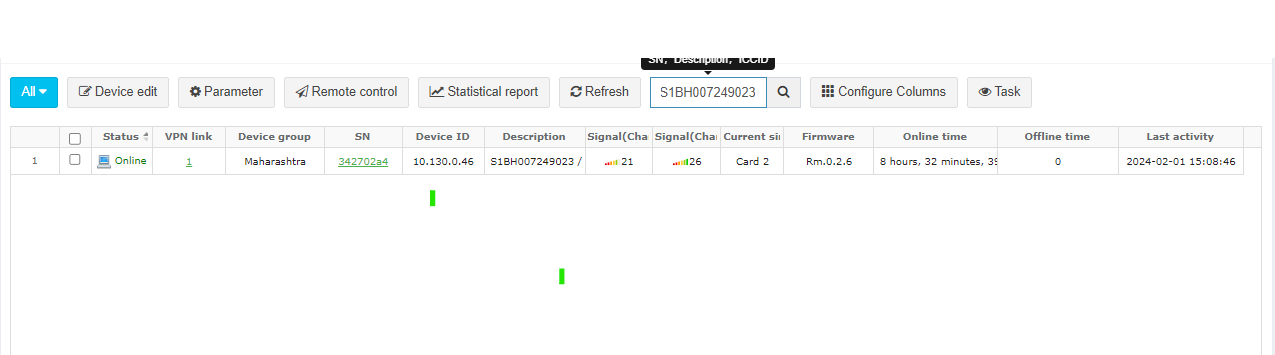 SN, Description, ICCID
All Device edit Parameter Remote control Statistical report Refresh S1BH007249023 Configure Columns Task
Status VPN link Device group SN Device ID Description Signal(Cha Signal(Cha Current si Firmware Online time Offline time Last activity
1 Online 1 Maharashtra 342702a4 10.130.0.46 S1BH007249023 / 21 26 Card 2 Rm.0.2.6 8 hours, 32 minutes, 39 0 2024-02-01 15:08:46